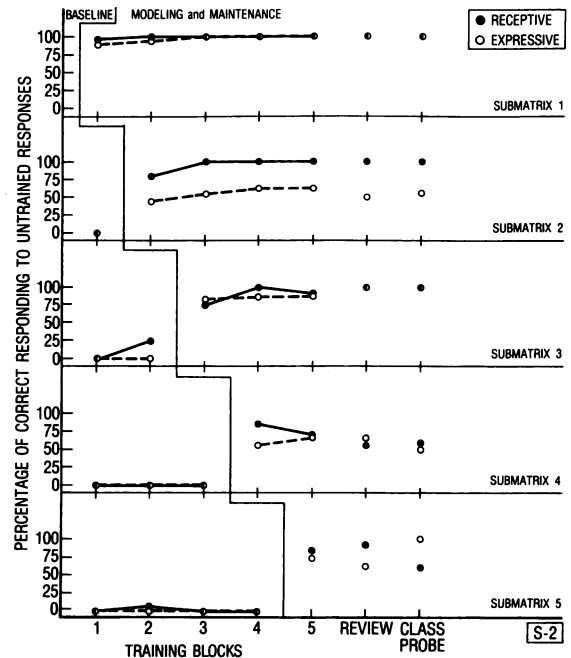 BASELINE MODELING and MAINTENANCE
● RECEPTIVE
○ EXPRESSIVE
PERCENTAGE OF CORRECT RESPONDING TO UNTRAINED RESPONSES
100
75
50
25
0
SUBMATRIX 1
100
75
50
25
0
SUBMATRIX 2
100
75
50
25
0
SUBMATRIX 3
100
75
50
25
0
SUBMATRIX 4
100
75
50
25
0
SUBMATRIX 5
1 2 3 4 5 REVIEW CLASS
PROBE
TRAINING BLOCKS
S-2